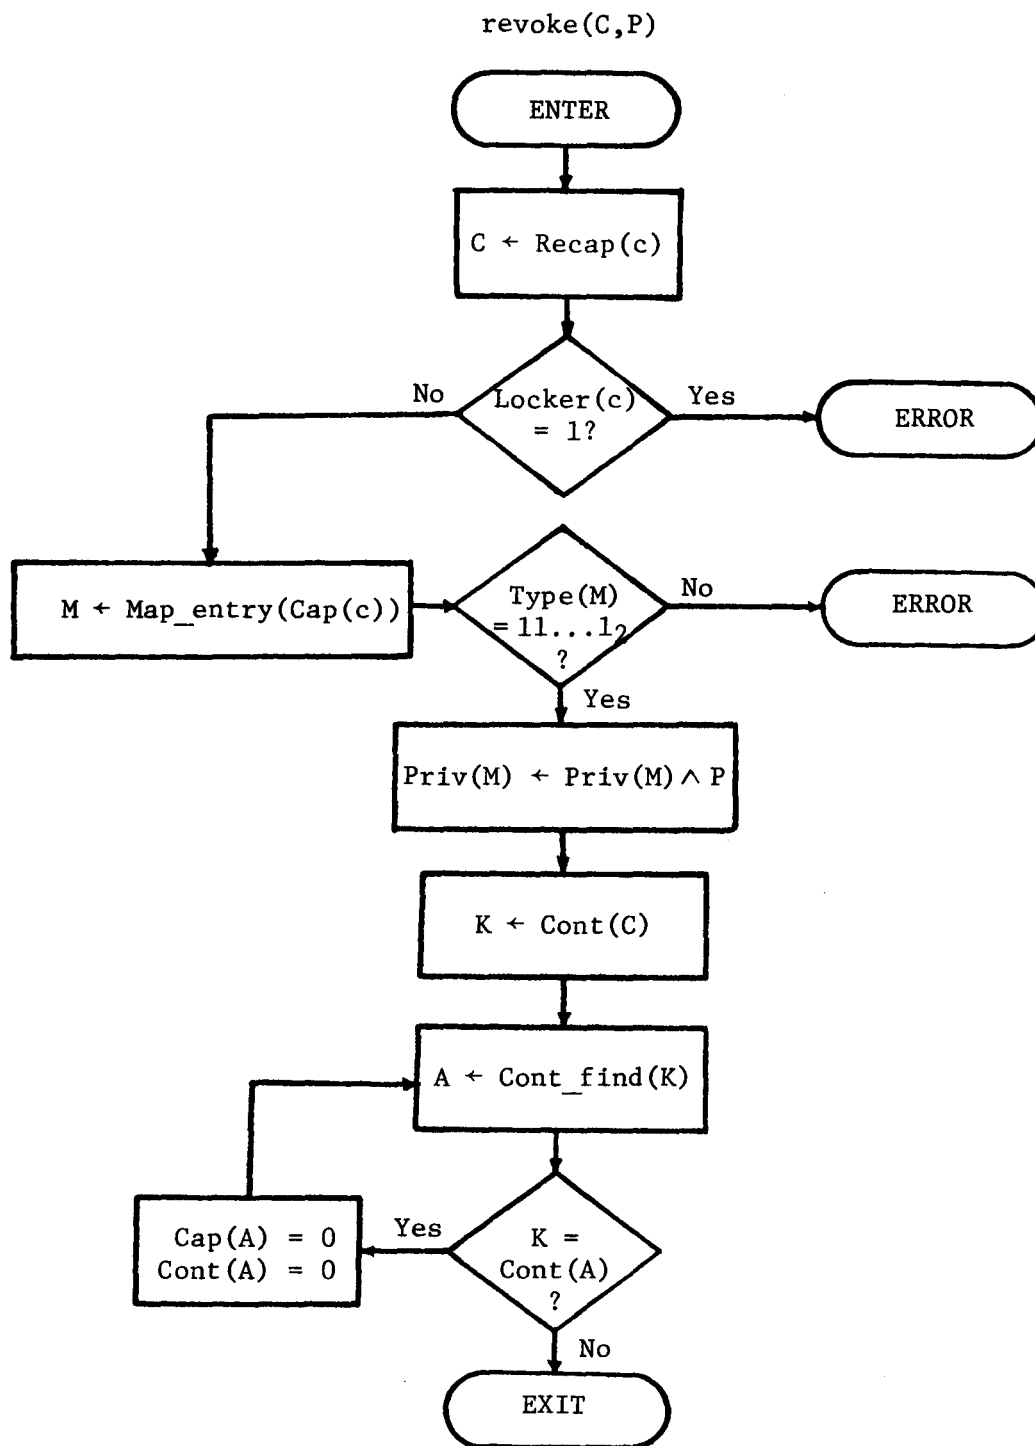 revoke(C,P)
ENTER
C ← Recap(c)
No
Locker(c)
= 1?
Yes
ERROR
M ← Map_entry(Cap(c))
Type(M)
= 11...1₂
?
No
ERROR
Yes
Priv(M) ← Priv(M) ∧ P
K ← Cont(C)
A ← Cont_find(K)
Cap(A) = 0
Cont(A) = 0
Yes
K =
Cont(A)
?
No
EXIT